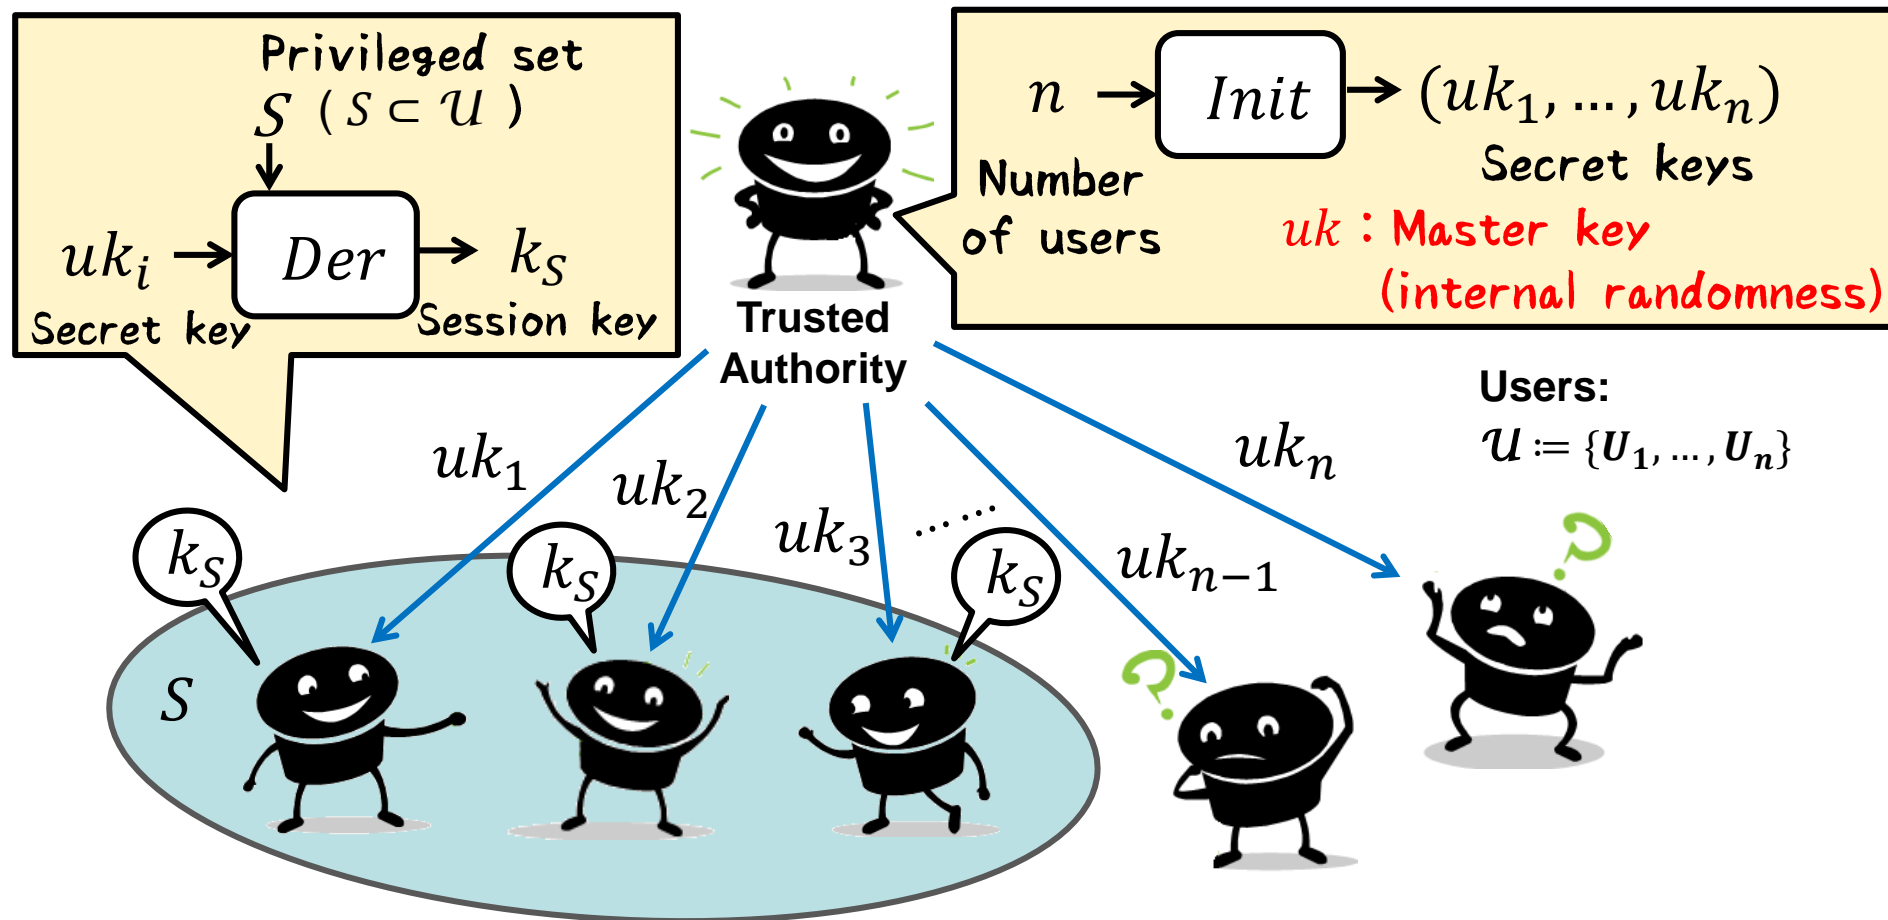 Privileged set
S ( S ⊂ 𝒰 )
uk_i → Der → k_S
Secret key
Session key
n → Init → (uk_1, …, uk_n)
Number
of users
Secret keys
uk : Master key
(internal randomness)
Trusted
Authority
Users:
𝒰 ≔ {U_1, …, U_n}
uk_1
uk_2
uk_3
……
uk_{n−1}
uk_n
k_S
k_S
k_S
S